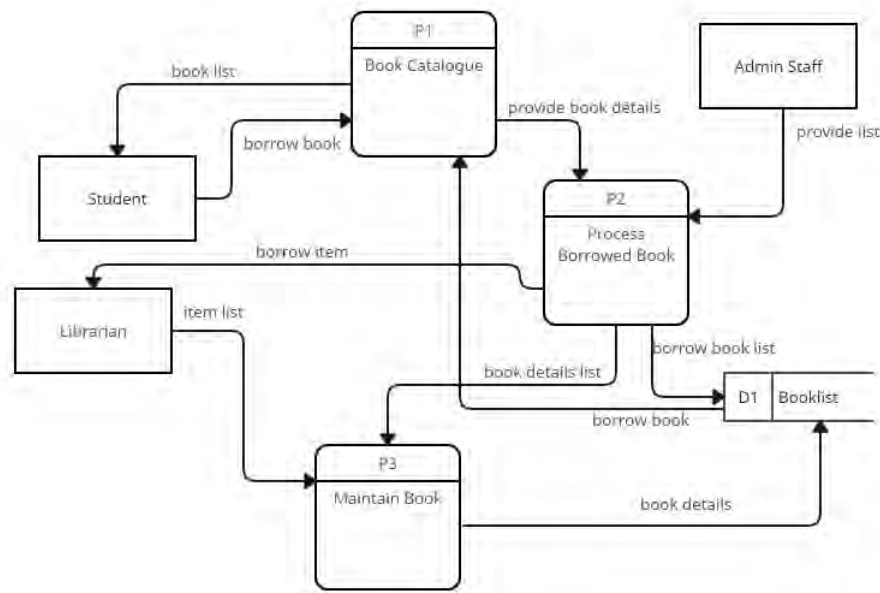 P1
Book Catalogue
Admin Staff
book list
provide book details
borrow book
provide list
Student
P2
Process
Borrowed Book
borrow item
Librarian
item list
borrow book list
book details list
D1
Booklist
borrow book
P3
Maintain Book
book details